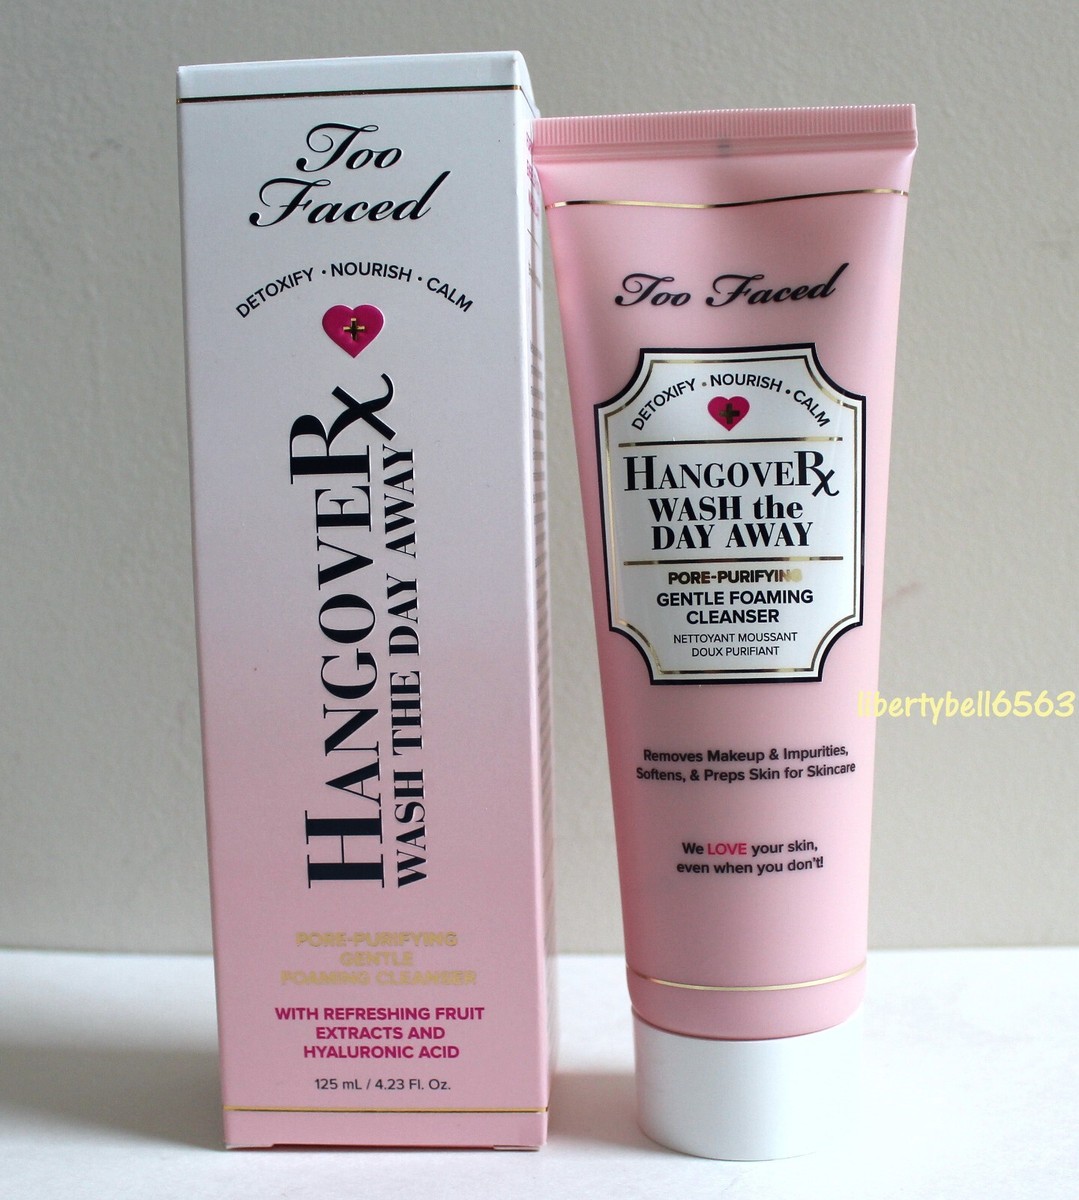 Too
Faced
DETOXIFY • NOURISH • CALM
HANGOVERx
WASH THE DAY AWAY
PORE-PURIFYING
GENTLE
FOAMING CLEANSER
WITH REFRESHING FRUIT
EXTRACTS AND
HYALURONIC ACID
125 mL / 4.23 Fl. Oz.
Too Faced
DETOXIFY • NOURISH • CALM
HANGOVERx
WASH the
DAY AWAY
PORE-PURIFYING
GENTLE FOAMING
CLEANSER
NETTOYANT MOUSSANT
DOUX PURIFIANT
Removes Makeup & Impurities,
Softens, & Preps Skin for Skincare
We LOVE your skin,
even when you don't!
libertybell6563